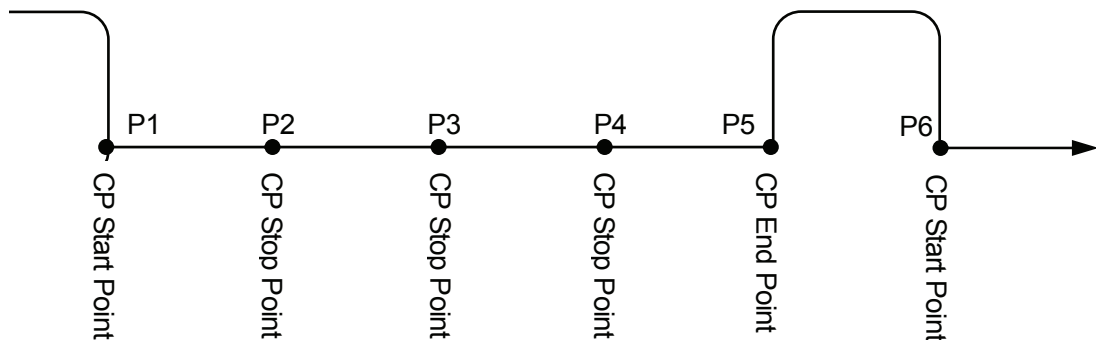 P1
P2
P3
P4
P5
P6
CP Start Point
CP Stop Point
CP Stop Point
CP Stop Point
CP End Point
CP Start Point